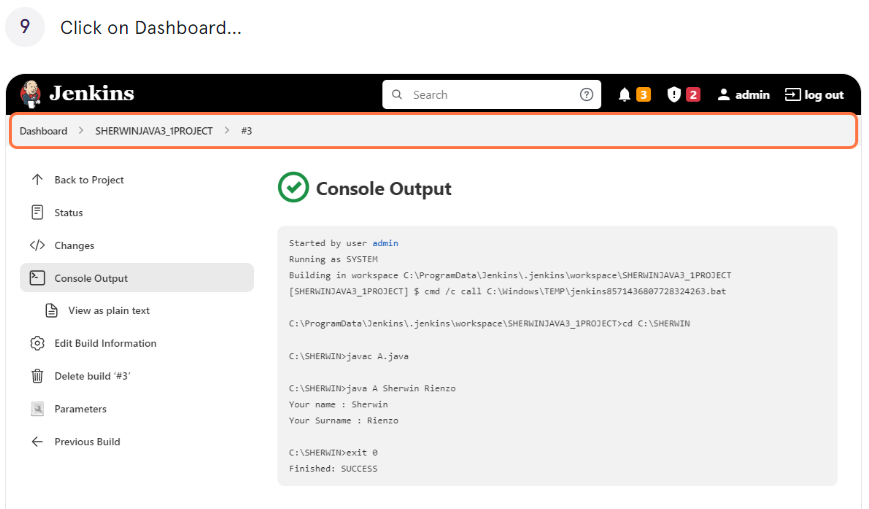 9 Click on Dashboard...
Jenkins Search 3 2 admin log out
Dashboard > SHERWINJAVA3_1PROJECT > #3
Back to Project
Status
Changes
Console Output
View as plain text
Edit Build Information
Delete build '#3'
Parameters
Previous Build
Console Output
Started by user admin
Running as SYSTEM
Building in workspace C:\ProgramData\Jenkins\.jenkins\workspace\SHERWINJAVA3_1PROJECT
[SHERWINJAVA3_1PROJECT] $ cmd /c call C:\Windows\TEMP\jenkins8571436807728324263.bat
C:\ProgramData\Jenkins\.jenkins\workspace\SHERWINJAVA3_1PROJECT>cd C:\SHERWIN
C:\SHERWIN>javac A.java
C:\SHERWIN>java A Sherwin Rienzo
Your name : Sherwin
Your Surname : Rienzo
C:\SHERWIN>exit 0
Finished: SUCCESS